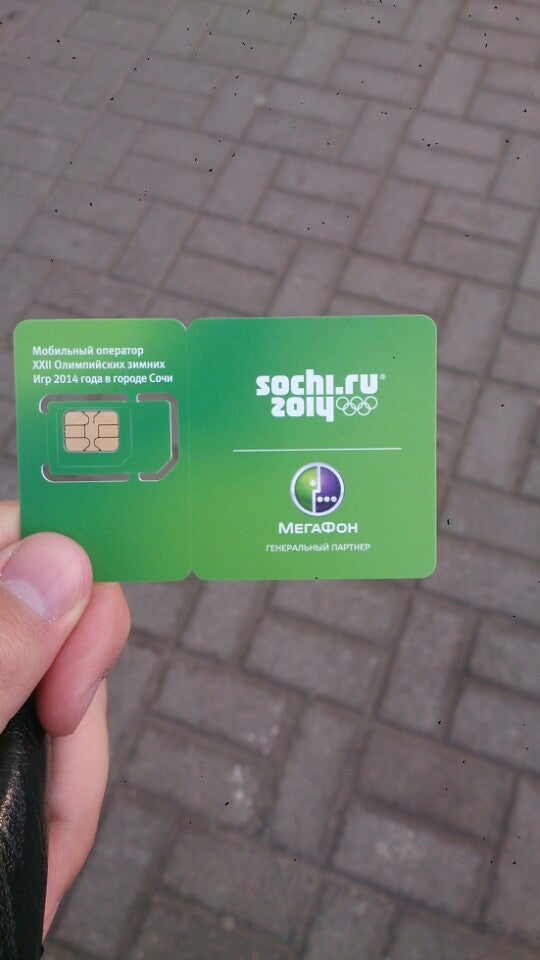 Мобильный оператор
XXII Олимпийских зимних
Игр 2014 года в городе Сочи
sochi.ru®
2014
МегаФон
ГЕНЕРАЛЬНЫЙ ПАРТНЕР